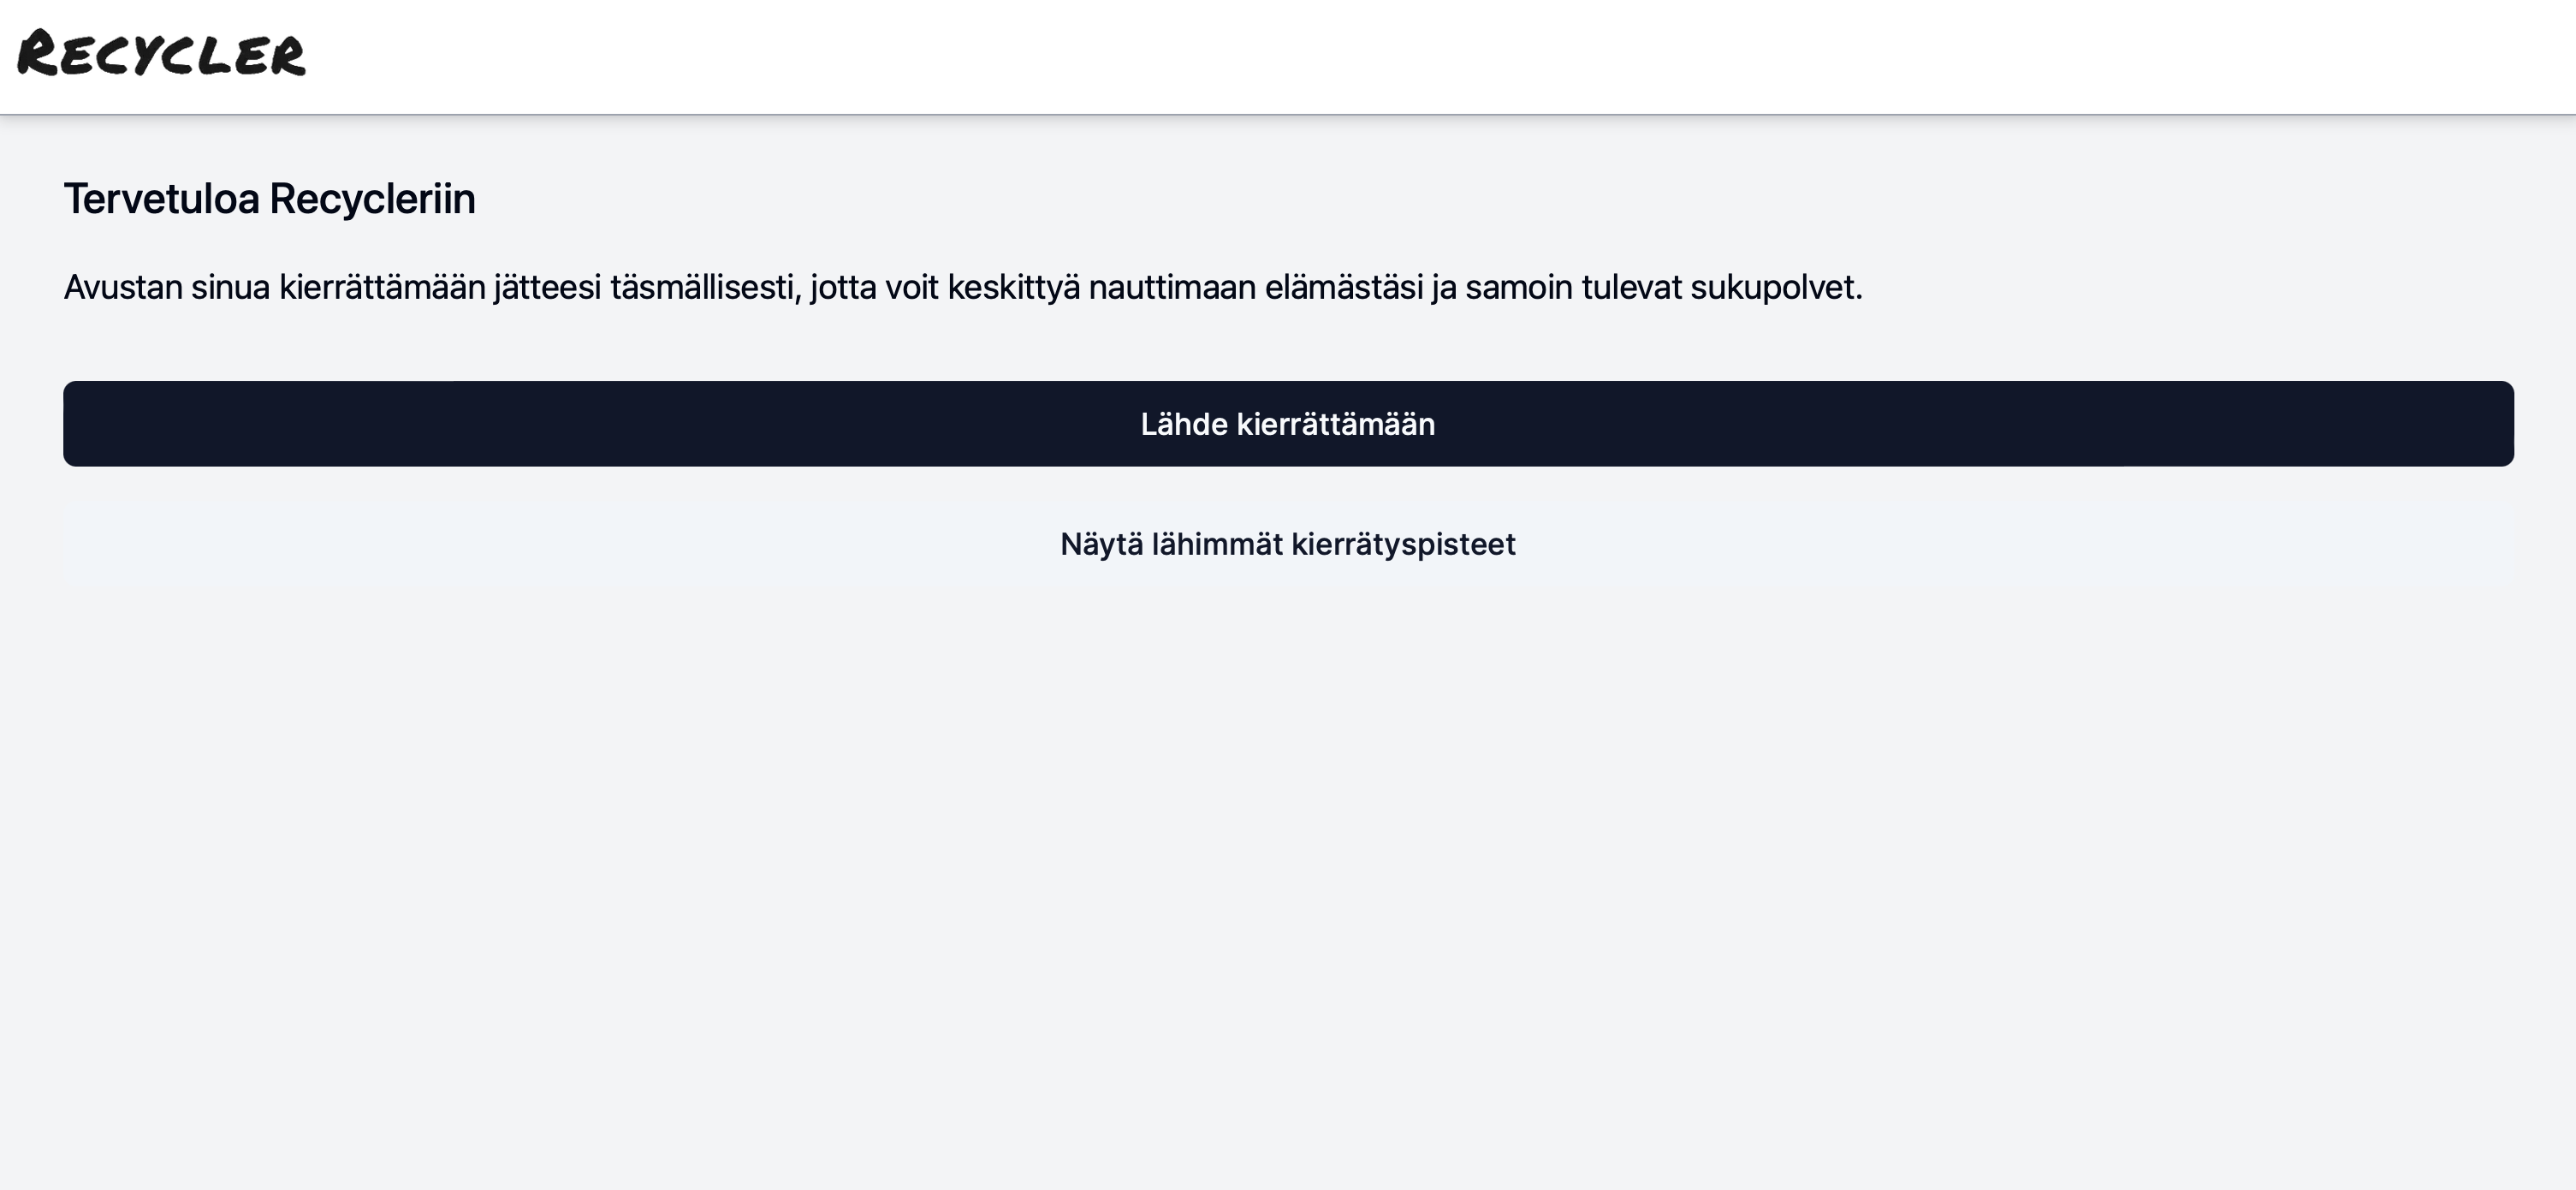 RECYCLER
Tervetuloa Recycleriin
Avustan sinua kierrättämään jätteesi täsmällisesti, jotta voit keskittyä nauttimaan elämästäsi ja samoin tulevat sukupolvet.
Lähde kierrättämään
Näytä lähimmät kierrätyspisteet